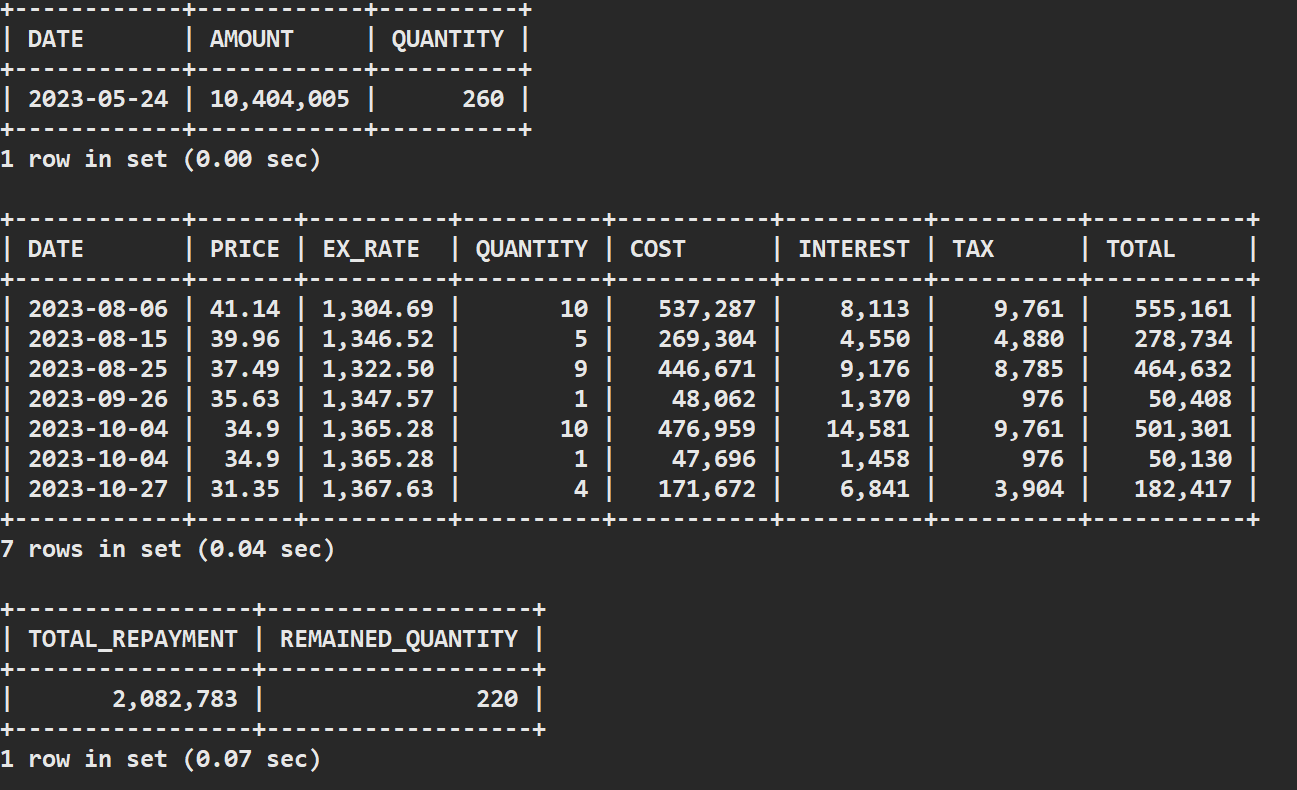 +------------+------------+----------+
| DATE       | AMOUNT     | QUANTITY |
+------------+------------+----------+
| 2023-05-24 | 10,404,005 |      260 |
+------------+------------+----------+
1 row in set (0.00 sec)

+------------+-------+----------+----------+-----------+----------+----------+-----------+
| DATE       | PRICE | EX_RATE  | QUANTITY | COST      | INTEREST | TAX      | TOTAL     |
+------------+-------+----------+----------+-----------+----------+----------+-----------+
| 2023-08-06 | 41.14 | 1,304.69 |       10 |   537,287 |    8,113 |    9,761 |   555,161 |
| 2023-08-15 | 39.96 | 1,346.52 |        5 |   269,304 |    4,550 |    4,880 |   278,734 |
| 2023-08-25 | 37.49 | 1,322.50 |        9 |   446,671 |    9,176 |    8,785 |   464,632 |
| 2023-09-26 | 35.63 | 1,347.57 |        1 |    48,062 |    1,370 |      976 |    50,408 |
| 2023-10-04 |  34.9 | 1,365.28 |       10 |   476,959 |   14,581 |    9,761 |   501,301 |
| 2023-10-04 |  34.9 | 1,365.28 |        1 |    47,696 |    1,458 |      976 |    50,130 |
| 2023-10-27 | 31.35 | 1,367.63 |        4 |   171,672 |    6,841 |    3,904 |   182,417 |
+------------+-------+----------+----------+-----------+----------+----------+-----------+
7 rows in set (0.04 sec)

+-----------------+-------------------+
| TOTAL_REPAYMENT | REMAINED_QUANTITY |
+-----------------+-------------------+
|       2,082,783 |               220 |
+-----------------+-------------------+
1 row in set (0.07 sec)